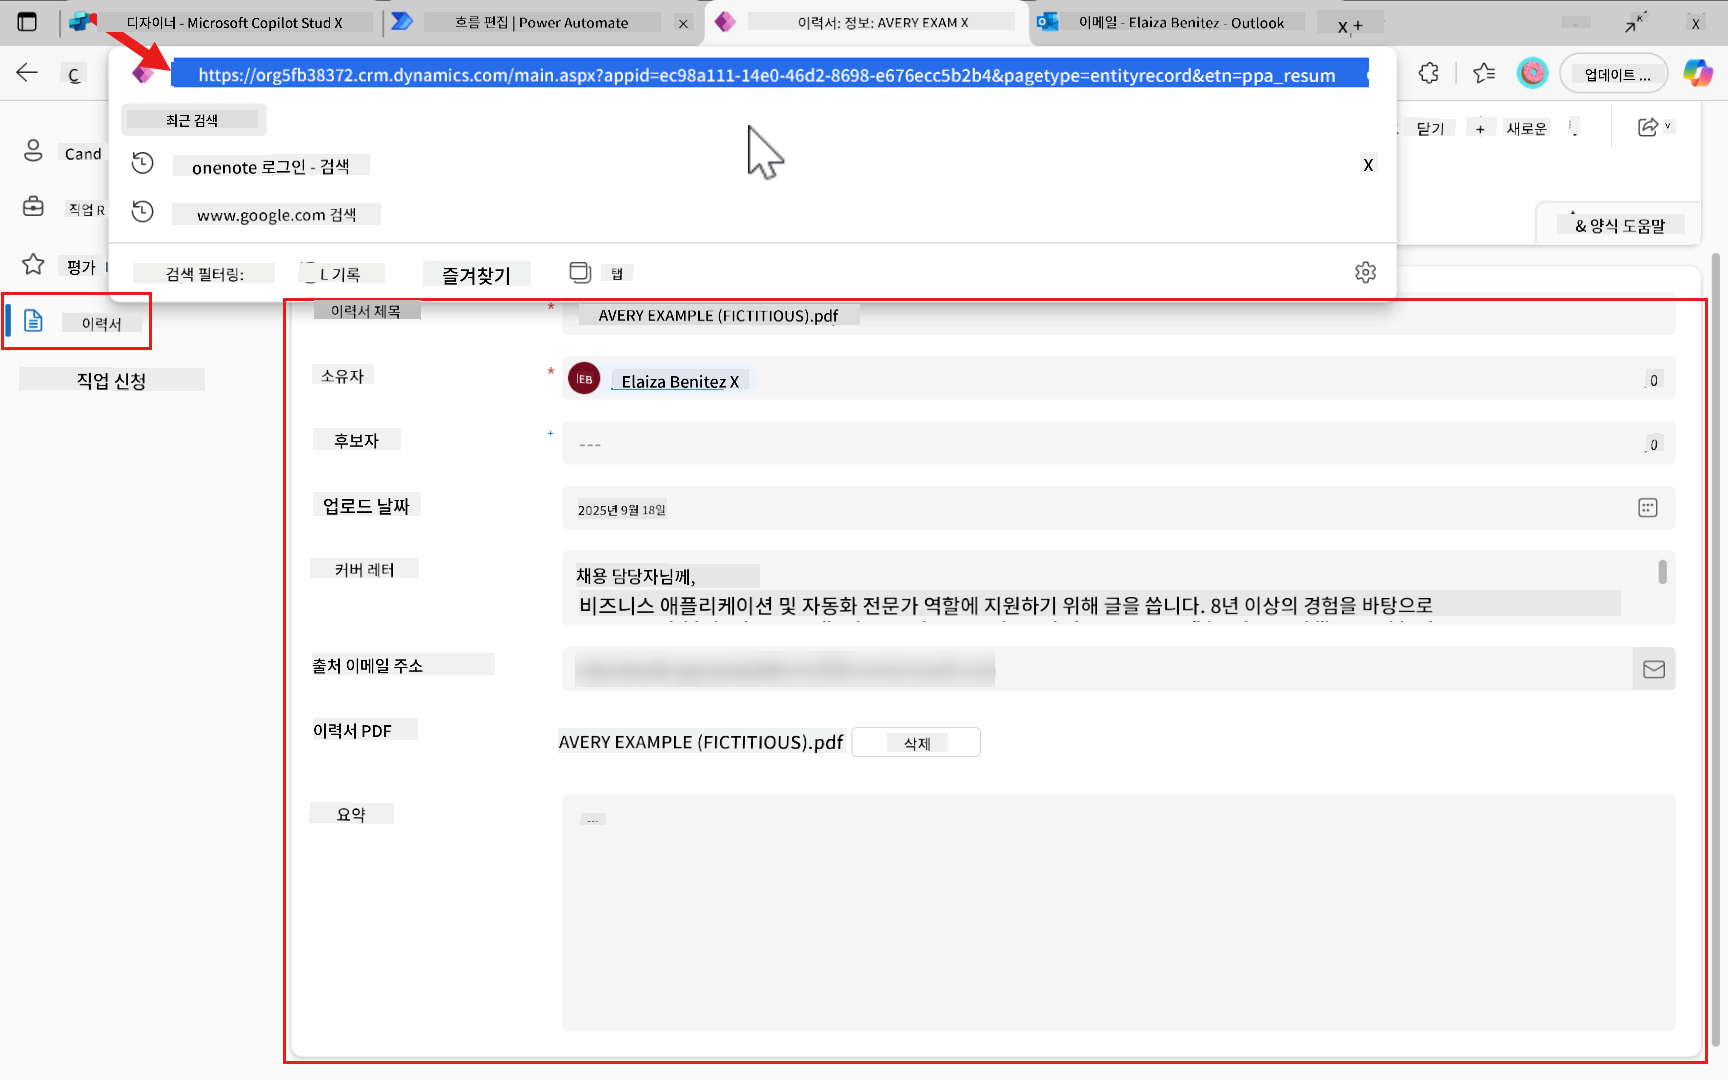 디자이너 - Microsoft Copilot Stud X
흐름 편집 | Power Automate
이력서: 정보: AVERY EXAM X
이메일 - Elaiza Benitez - Outlook
X +
X
C
https://org5fb38372.crm.dynamics.com/main.aspx?appid=ec98a111-14e0-46d2-8698-e676ecc5b2b4&pagetype=entityrecord&etn=ppa_resum
업데이트 ...
최근 검색
onenote 로그인 - 검색
X
www.google.com 검색
검색 필터링:
L 기록
즐겨찾기
탭
닫기
+ 새로운
& 양식 도움말
Cand
직업 R
평가
이력서
직업 신청
이력서 제목
*
AVERY EXAMPLE (FICTITIOUS).pdf
소유자
*
EB
Elaiza Benitez X
후보자
+
---
업로드 날짜
2025년 9월 18일
커버 레터
채용 담당자님께,
비즈니스 애플리케이션 및 자동화 전문가 역할에 지원하기 위해 글을 씁니다. 8년 이상의 경험을 바탕으로
출처 이메일 주소
이력서 PDF
AVERY EXAMPLE (FICTITIOUS).pdf
삭제
요약
---